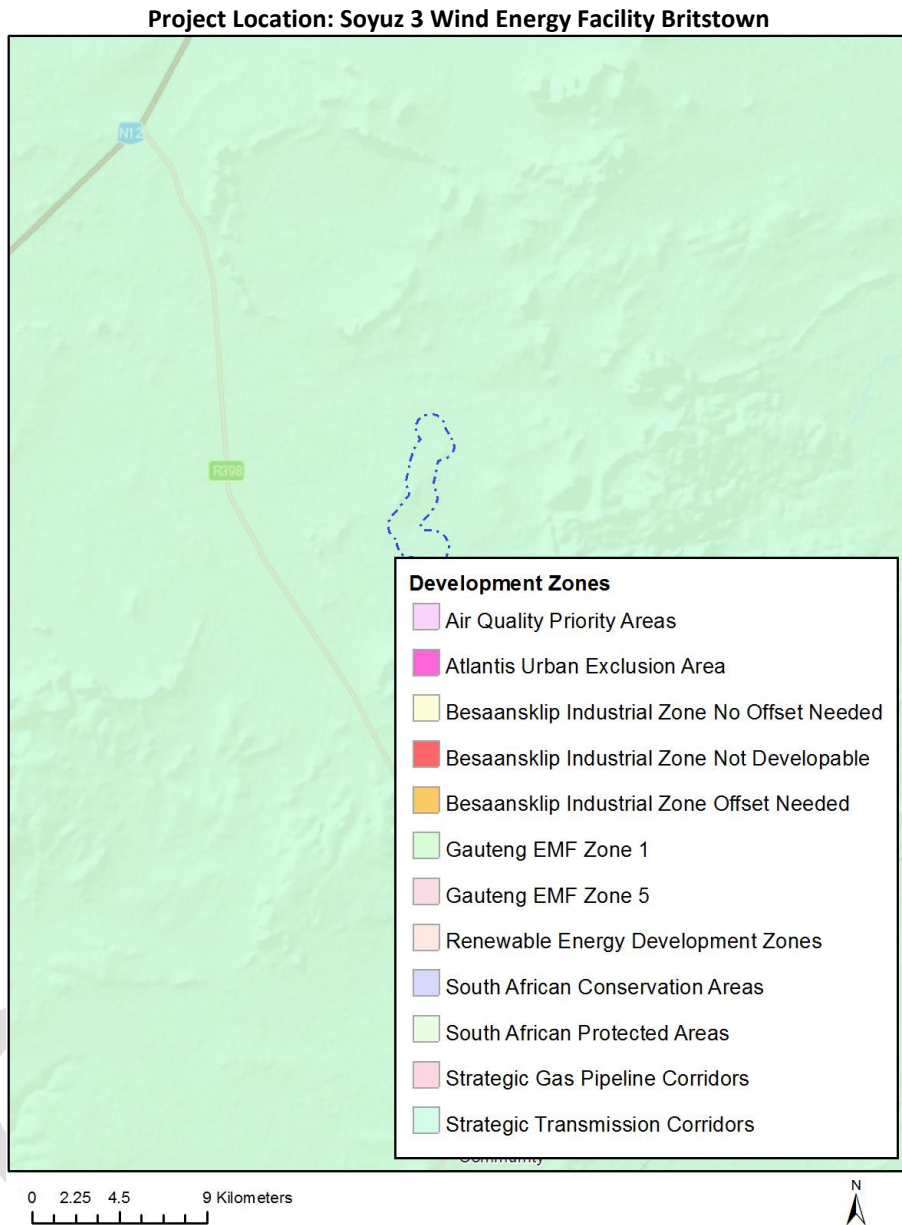 Project Location: Soyuz 3 Wind Energy Facility Britstown
N12
R398
Development Zones
Air Quality Priority Areas
Atlantis Urban Exclusion Area
Besaansklip Industrial Zone No Offset Needed
Besaansklip Industrial Zone Not Developable
Besaansklip Industrial Zone Offset Needed
Gauteng EMF Zone 1
Gauteng EMF Zone 5
Renewable Energy Development Zones
South African Conservation Areas
South African Protected Areas
Strategic Gas Pipeline Corridors
Strategic Transmission Corridors
Community
0 2.25 4.5 9 Kilometers
N